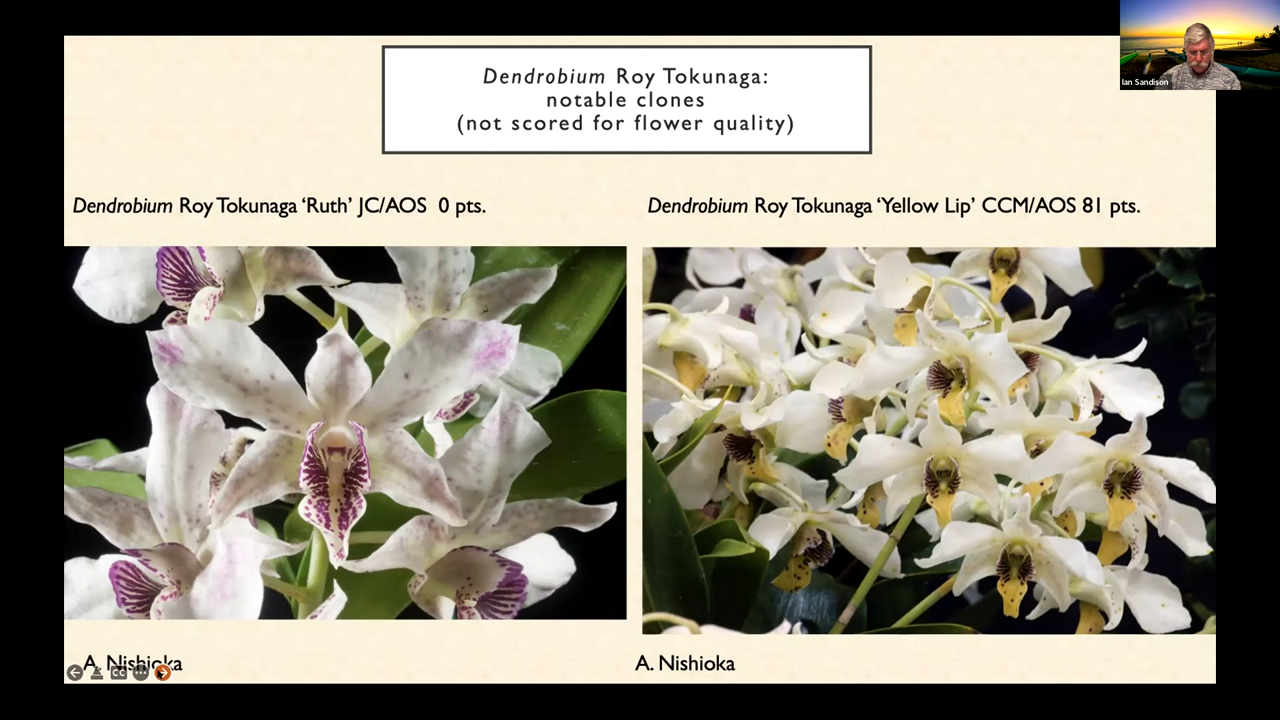 Dendrobium Roy Tokunaga:
notable clones
(not scored for flower quality)
Ian Sandison
Dendrobium Roy Tokunaga ‘Ruth’ JC/AOS 0 pts.
Dendrobium Roy Tokunaga ‘Yellow Lip’ CCM/AOS 81 pts.
A. Nishioka
A. Nishioka
CC